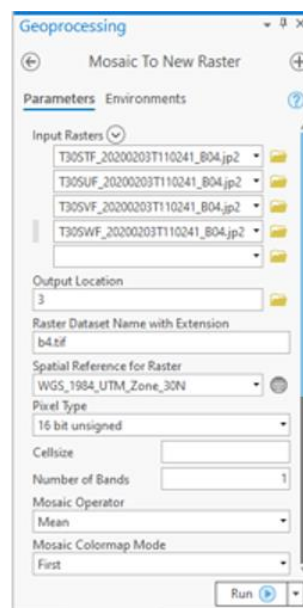 Geoprocessing
Mosaic To New Raster
Parameters Environments
Input Rasters
T30STF_20200203T110241_B04.jp2
T30SUF_20200203T110241_B04.jp2
T30SVF_20200203T110241_B04.jp2
T30SWF_20200203T110241_B04.jp2
Output Location
3
Raster Dataset Name with Extension
b4.tif
Spatial Reference for Raster
WGS_1984_UTM_Zone_30N
Pixel Type
16 bit unsigned
Cellsize
Number of Bands 1
Mosaic Operator
Mean
Mosaic Colormap Mode
First
Run